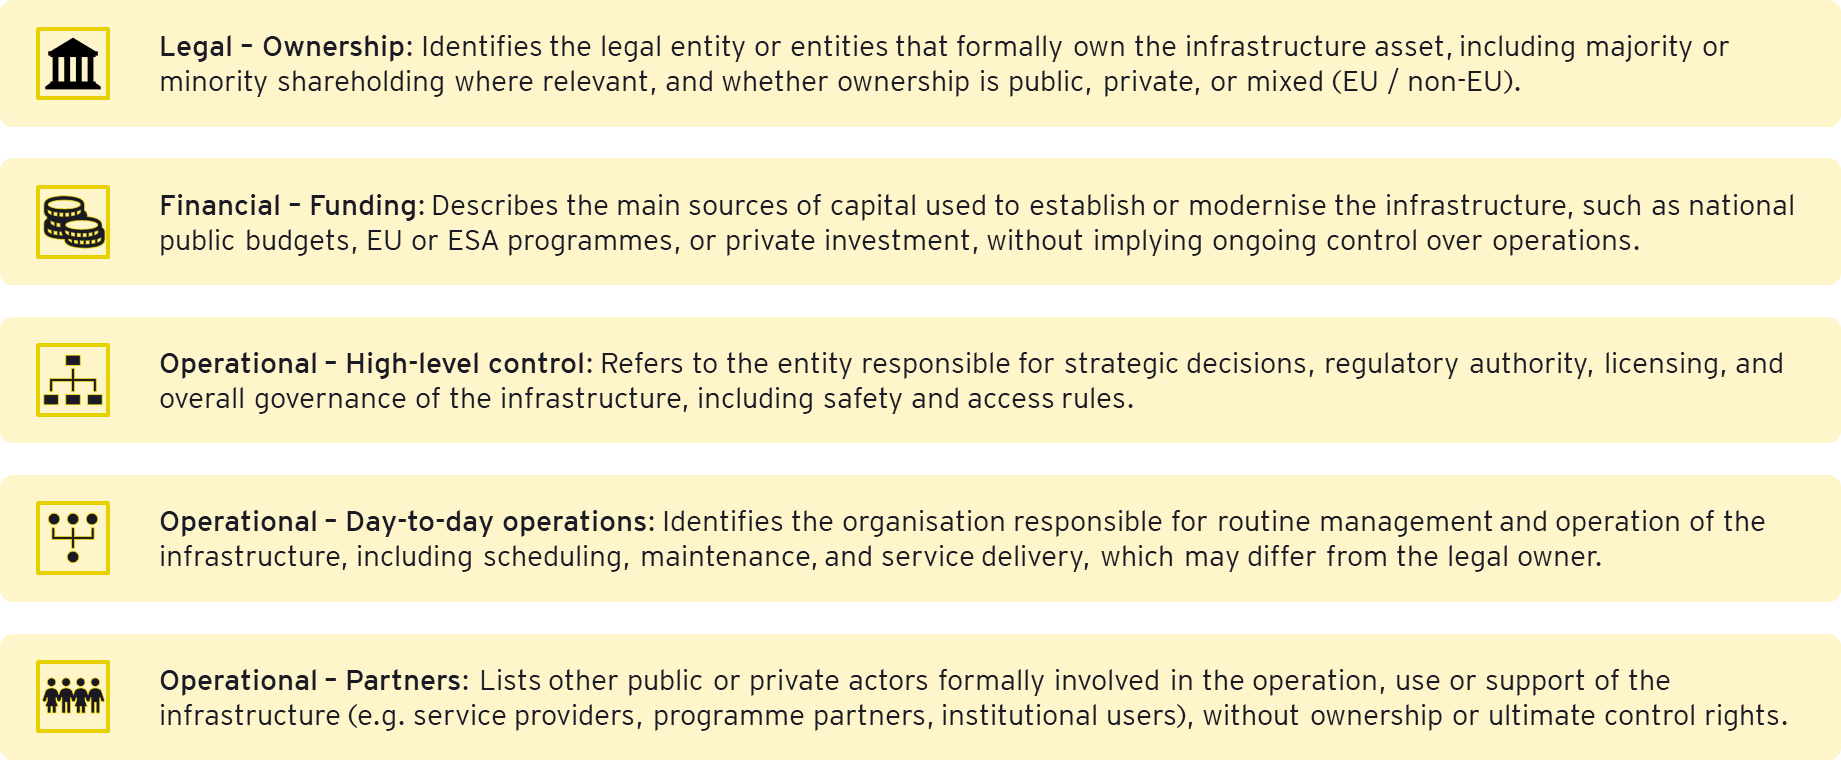 Legal – Ownership: Identifies the legal entity or entities that formally own the infrastructure asset, including majority or
minority shareholding where relevant, and whether ownership is public, private, or mixed (EU / non-EU).
Financial – Funding: Describes the main sources of capital used to establish or modernise the infrastructure, such as national
public budgets, EU or ESA programmes, or private investment, without implying ongoing control over operations.
Operational – High-level control: Refers to the entity responsible for strategic decisions, regulatory authority, licensing, and
overall governance of the infrastructure, including safety and access rules.
Operational – Day-to-day operations: Identifies the organisation responsible for routine management and operation of the
infrastructure, including scheduling, maintenance, and service delivery, which may differ from the legal owner.
Operational – Partners: Lists other public or private actors formally involved in the operation, use or support of the
infrastructure (e.g. service providers, programme partners, institutional users), without ownership or ultimate control rights.